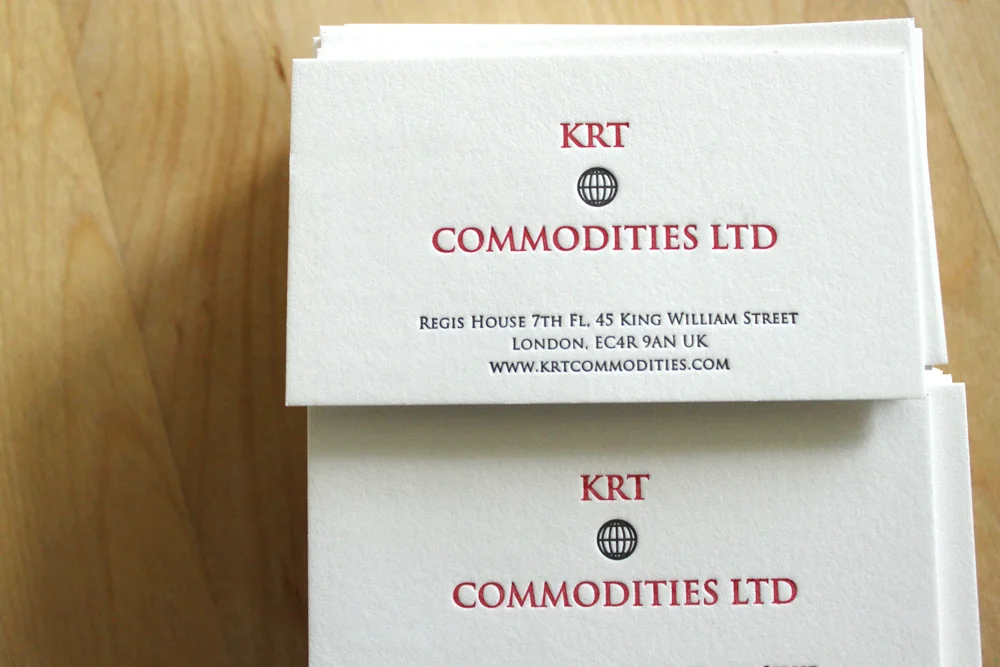 KRT
COMMODITIES LTD
Regis House 7th Fl, 45 King William Street
London, EC4R 9AN UK
www.krtcommodities.com
KRT
COMMODITIES LTD